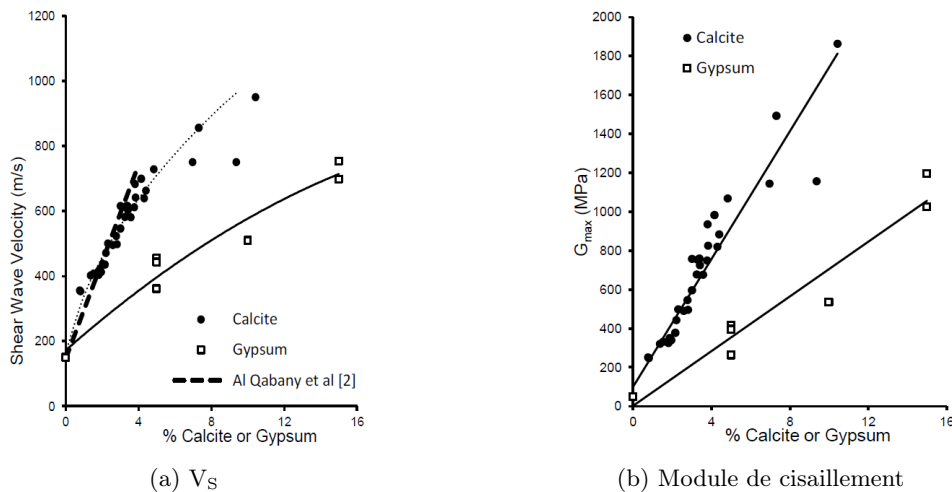 1200
1000
800
600
400
200
0
0
4
8
12
16
Shear Wave Velocity (m/s)
% Calcite or Gypsum
Calcite
Gypsum
Al Qabany et al [2]
(a) VS
2000
1800
1600
1400
1200
1000
800
600
400
200
0
0
4
8
12
16
Gmax (MPa)
% Calcite or Gypsum
Calcite
Gypsum
(b) Module de cisaillement